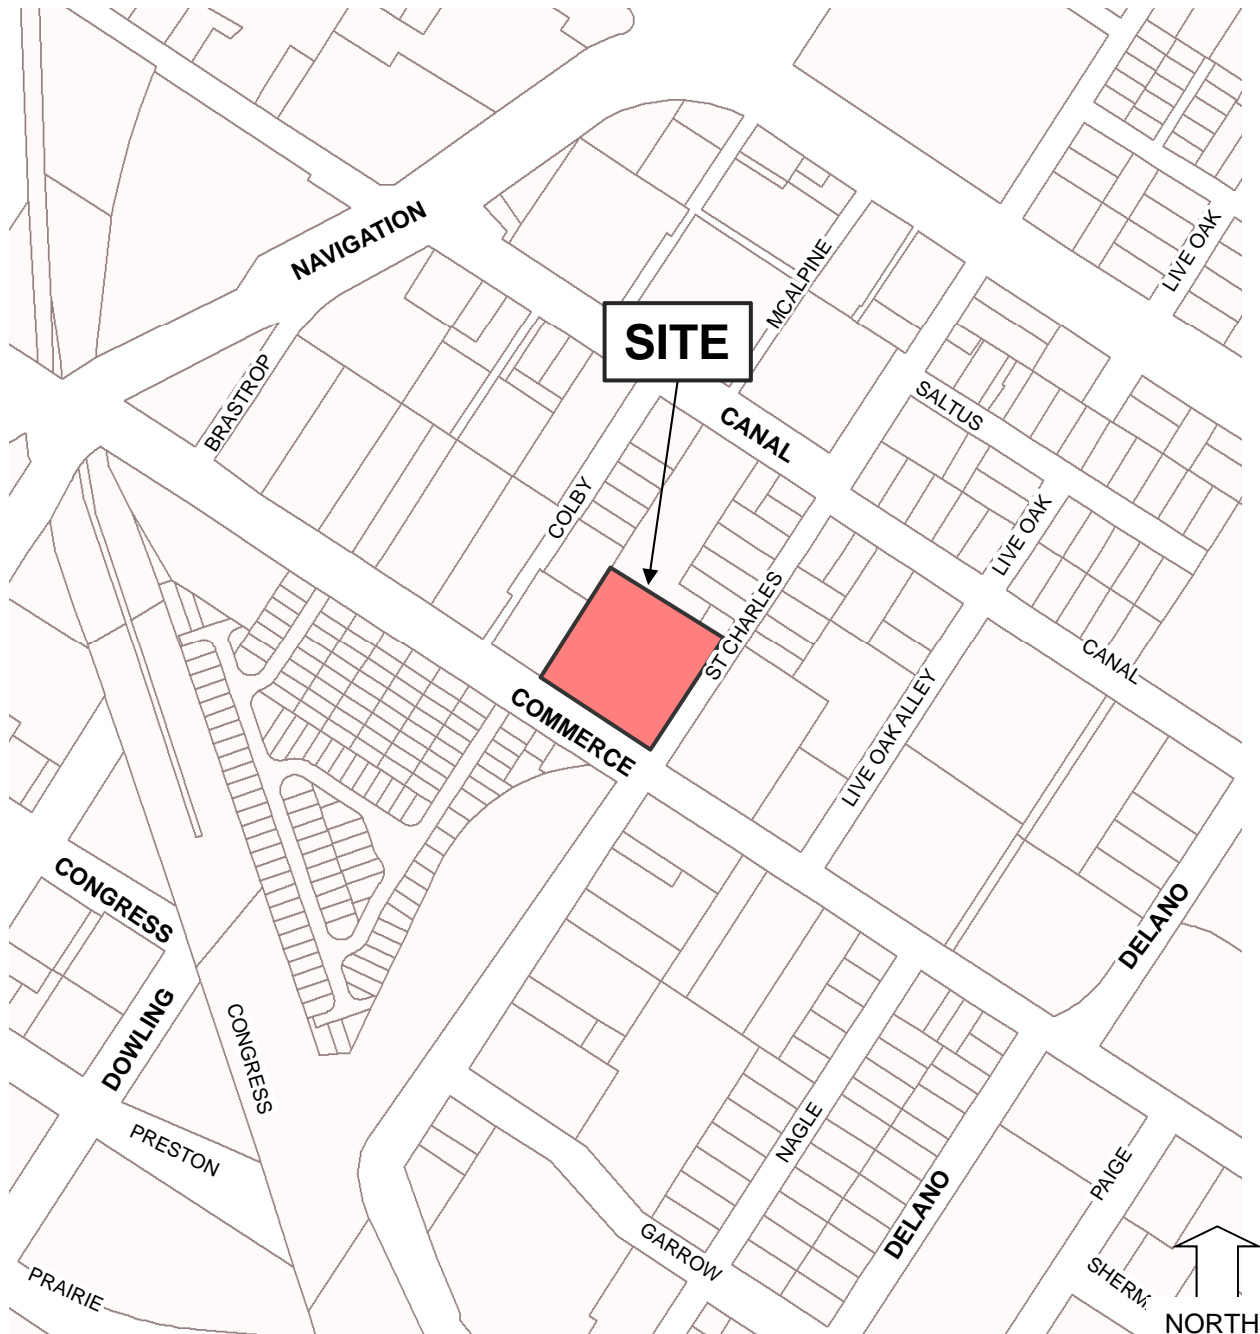 NAVIGATION
LIVE OAK
MCALPINE
SITE
BRASTROP
SALTUS
CANAL
COLBY
LIVE OAK
ST CHARLES
CANAL
COMMERCE
LIVE OAK ALLEY
CONGRESS
DELANO
DOWLING
CONGRESS
PRESTON
NAGLE
PAIGE
DELANO
GARROW
PRAIRIE
SHERM
NORTH